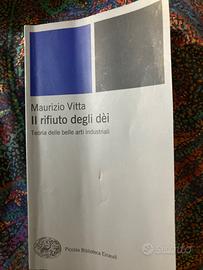 Maurizio Vitta
Il rifiuto degli dèi
Teoria delle belle arti industriali
Piccola Biblioteca Einaudi
subito